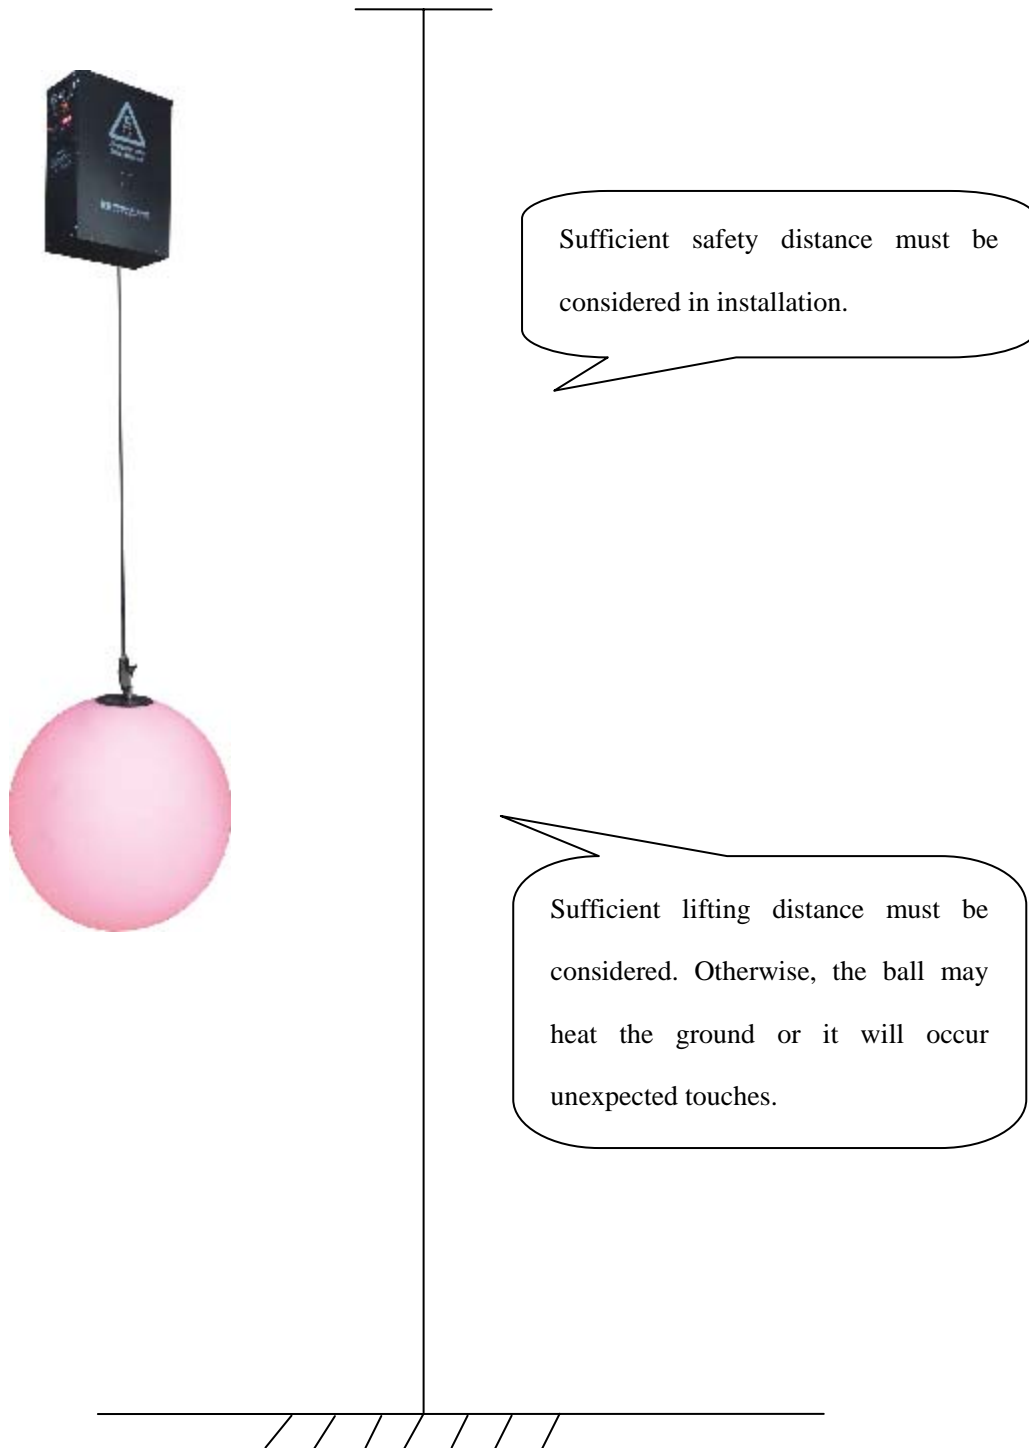 Sufficient safety distance must be
considered in installation.
Sufficient lifting distance must be
considered. Otherwise, the ball may
heat the ground or it will occur
unexpected touches.